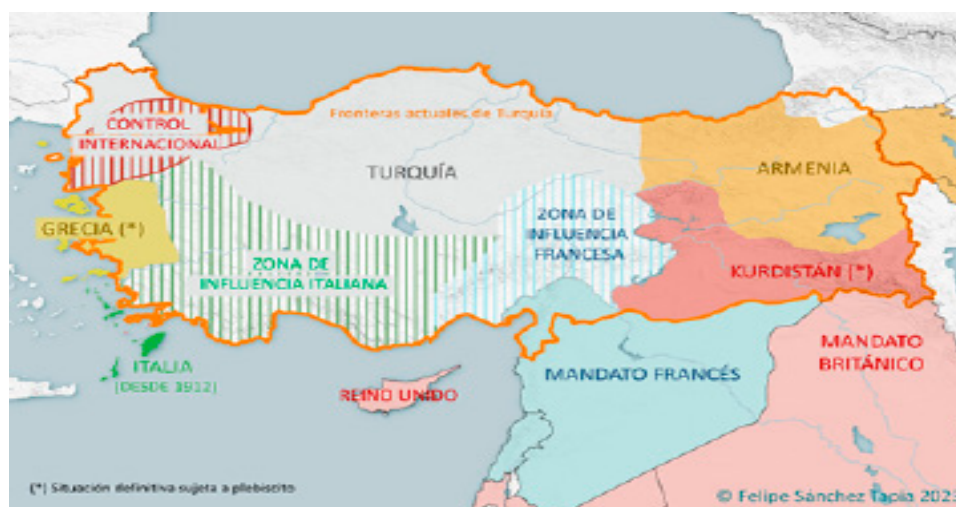 Fronteras actuales de Turquía
CONTROL
INTERNACIONAL
TURQUÍA
ARMENIA
GRECIA (*)
ZONA DE
INFLUENCIA
FRANCESA
ZONA DE
INFLUENCIA ITALIANA
KURDISTÁN (*)
ITALIA
(DESDE 1912)
REINO UNIDO
MANDATO FRANCÉS
MANDATO
BRITÁNICO
(*) Situación definitiva sujeta a plebiscito
© Felipe Sánchez Tapia 2023